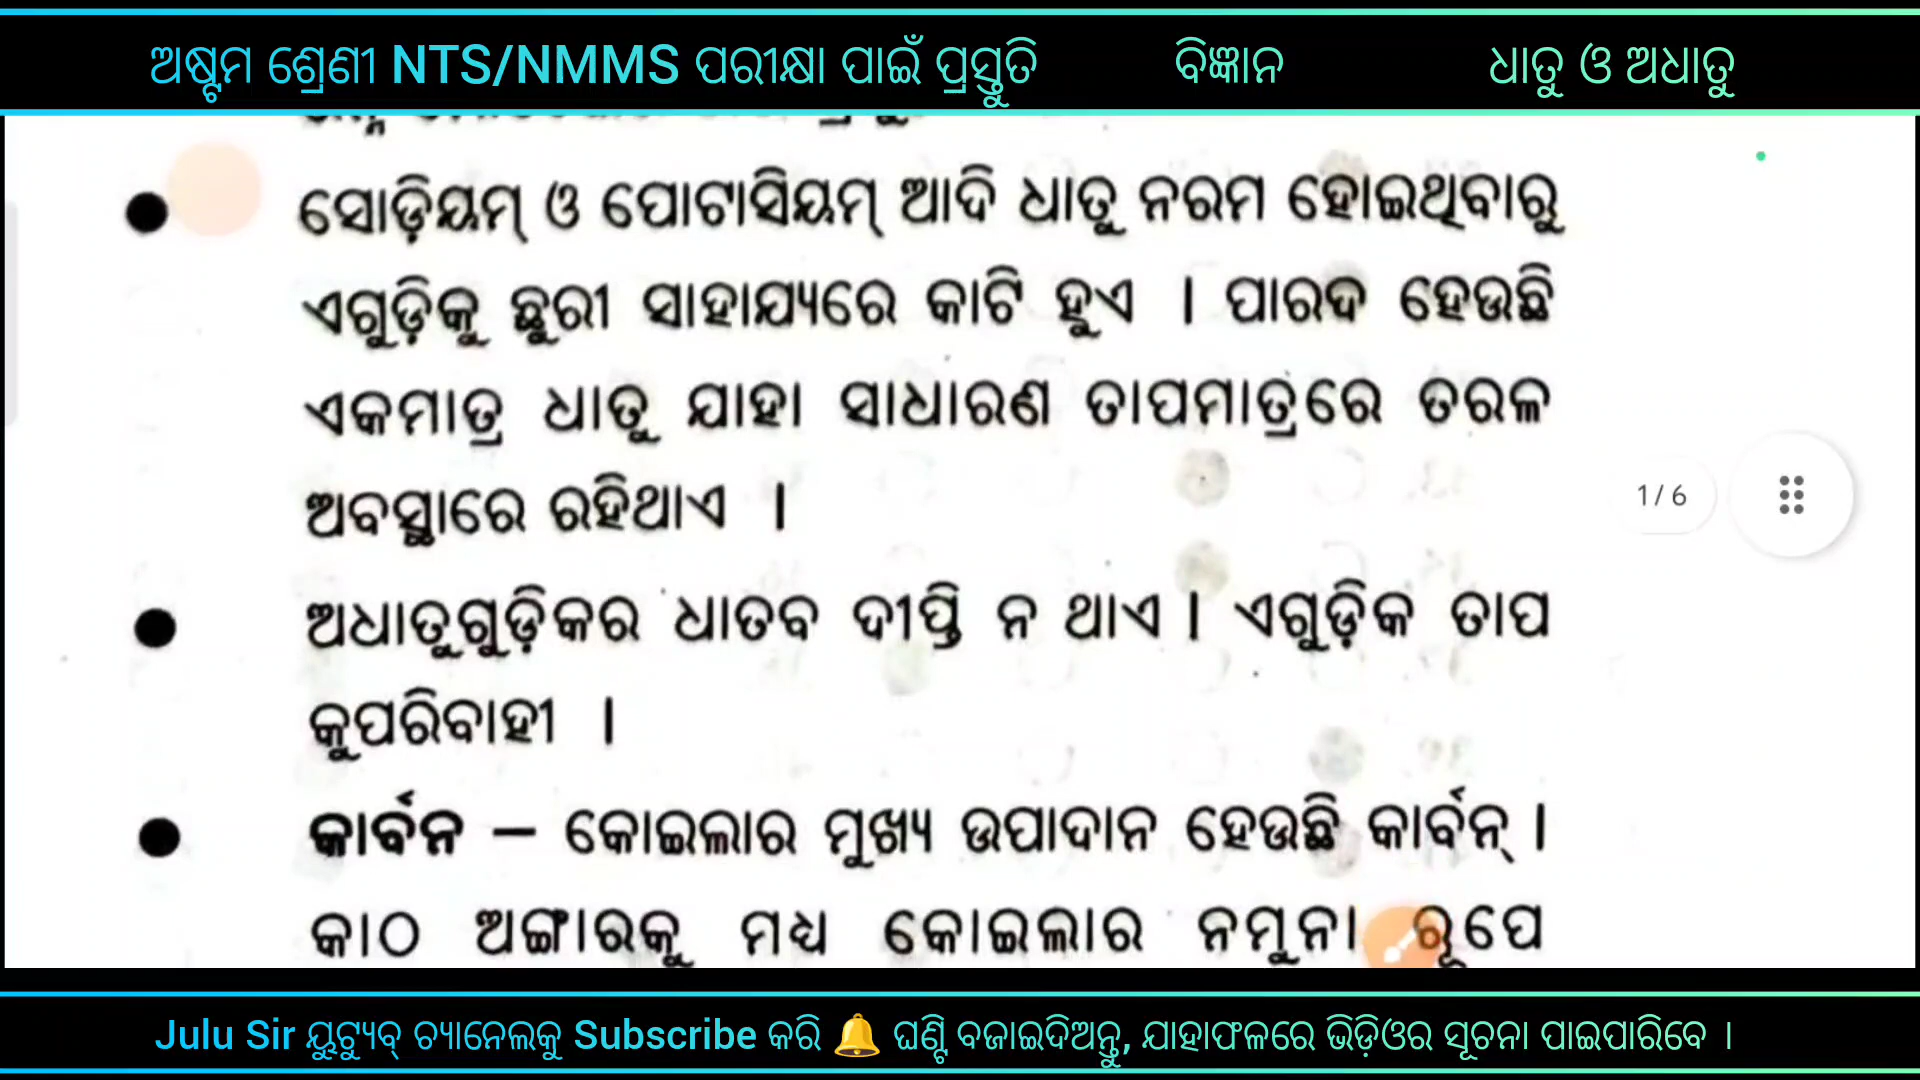 ଅଷ୍ଟମ ଶ୍ରେଣୀ NTS/NMMS ପରୀକ୍ଷା ପାଇଁ ପ୍ରସ୍ତୁତି ବିଜ୍ଞାନ ଧାତୁ ଓ ଅଧାତୁ
● ସୋଡ଼ିୟମ୍ ଓ ପୋଟାସିୟମ୍ ଆଦି ଧାତୁ ନରମ ହୋଇଥିବାରୁ
ଏଗୁଡ଼ିକୁ ଛୁରୀ ସାହାଯ୍ୟରେ କାଟି ହୁଏ । ପାରଦ ହେଉଛି
ଏକମାତ୍ର ଧାତୁ ଯାହା ସାଧାରଣ ତାପମାତ୍ରରେ ତରଳ
ଅବସ୍ଥାରେ ରହିଥାଏ ।
1 / 6
● ଅଧାତୁଗୁଡ଼ିକର ଧାତବ ଦୀପ୍ତି ନ ଥାଏ । ଏଗୁଡ଼ିକ ତାପ
କୁପରିବାହୀ ।
● କାର୍ବନ – କୋଇଲାର ମୁଖ୍ୟ ଉପାଦାନ ହେଉଛି କାର୍ବନ୍ ।
କାଠ ଅଙ୍ଗାରକୁ ମଧ୍ୟ କୋଇଲାର ନମୁନା ରୂପେ
Julu Sir ୟୁଟ୍ୟୁବ୍ ଚ୍ୟାନେଲକୁ Subscribe କରି 🔔 ଘଣ୍ଟି ବଜାଇଦିଅନ୍ତୁ, ଯାହାଫଳରେ ଭିଡ଼ିଓର ସୂଚନା ପାଇପାରିବେ ।